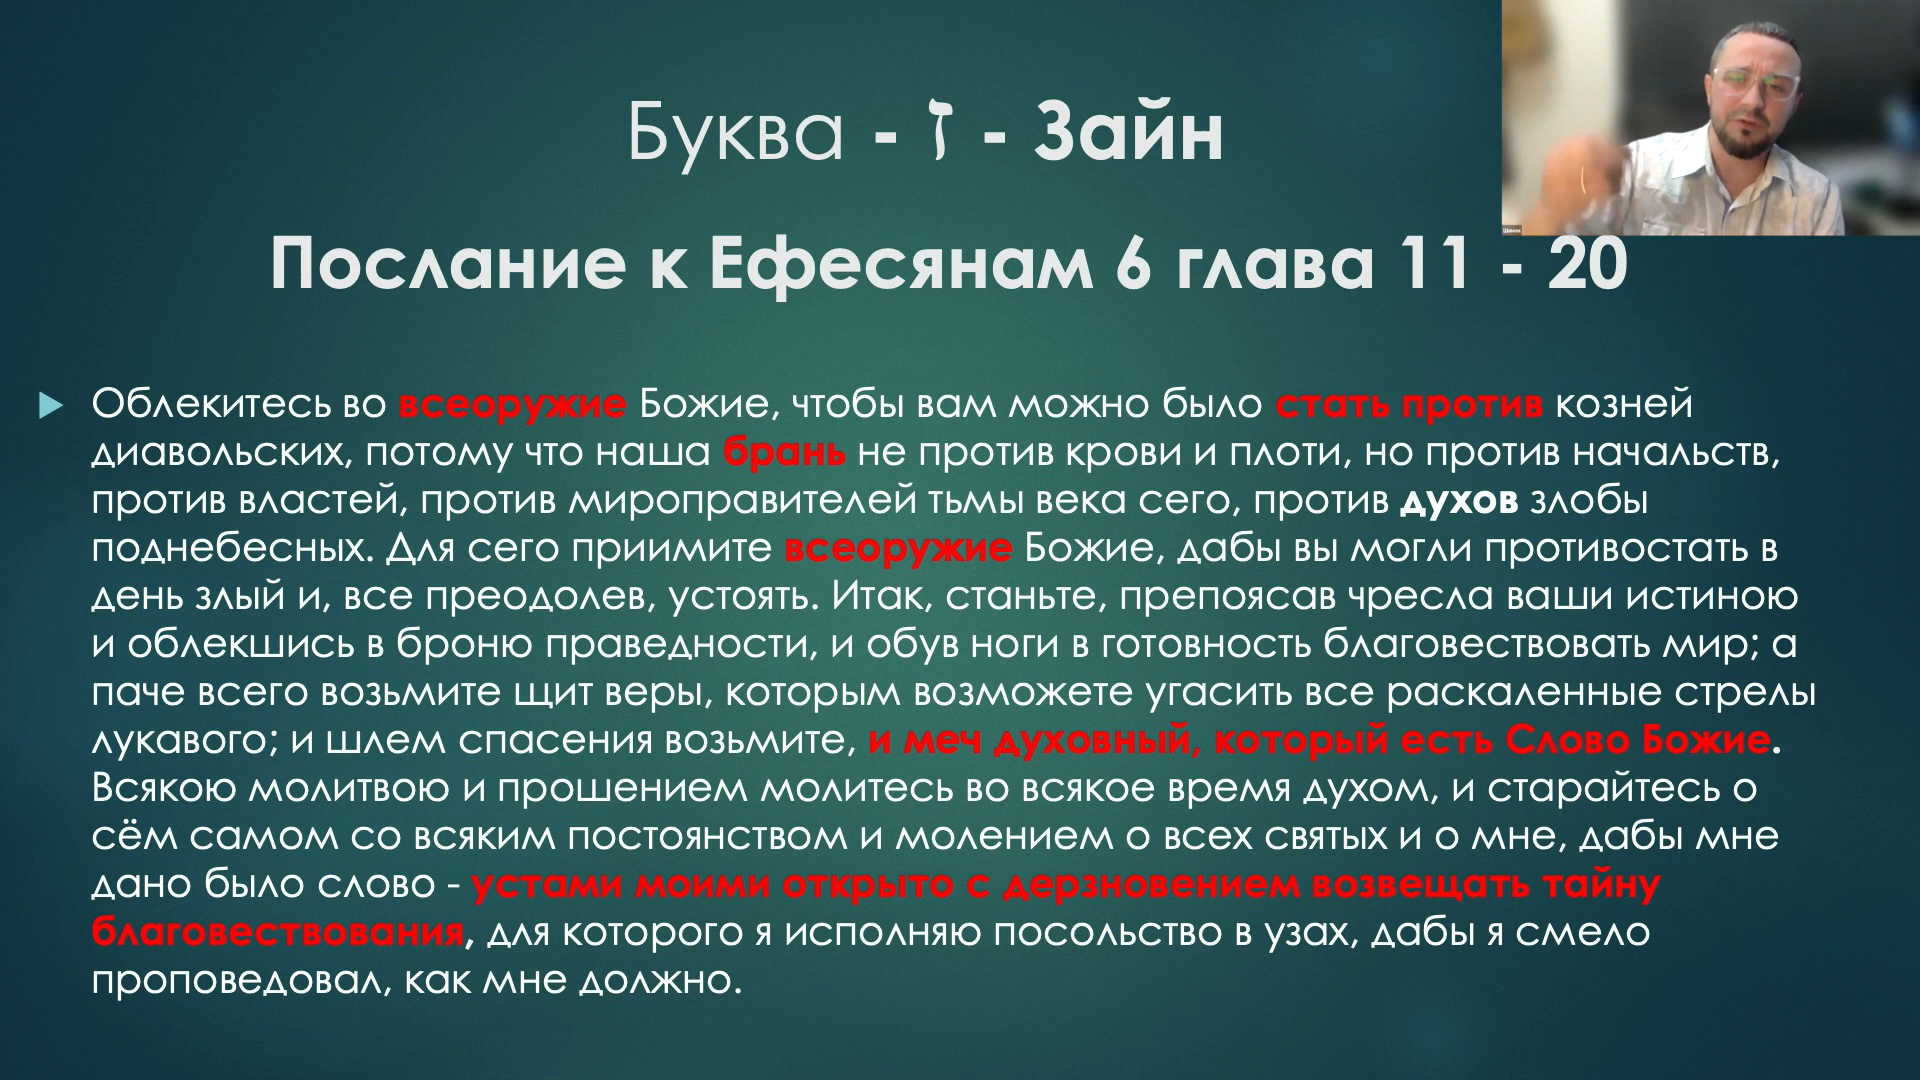 Буква - ז - Зайн
Послание к Ефесянам 6 глава 11 - 20
Облекитесь во всеоружие Божие, чтобы вам можно было стать против козней
диавольских, потому что наша брань не против крови и плоти, но против начальств,
против властей, против мироправителей тьмы века сего, против духов злобы
поднебесных. Для сего приимите всеоружие Божие, дабы вы могли противостать в
день злый и, все преодолев, устоять. Итак, станьте, препоясав чресла ваши истиною
и облекшись в броню праведности, и обув ноги в готовность благовествовать мир; а
паче всего возьмите щит веры, которым возможете угасить все раскаленные стрелы
лукавого; и шлем спасения возьмите, и меч духовный, который есть Слово Божие.
Всякою молитвою и прошением молитесь во всякое время духом, и старайтесь о
сём самом со всяким постоянством и молением о всех святых и о мне, дабы мне
дано было слово - устами моими открыто с дерзновением возвещать тайну
благовествования, для которого я исполняю посольство в узах, дабы я смело
проповедовал, как мне должно.